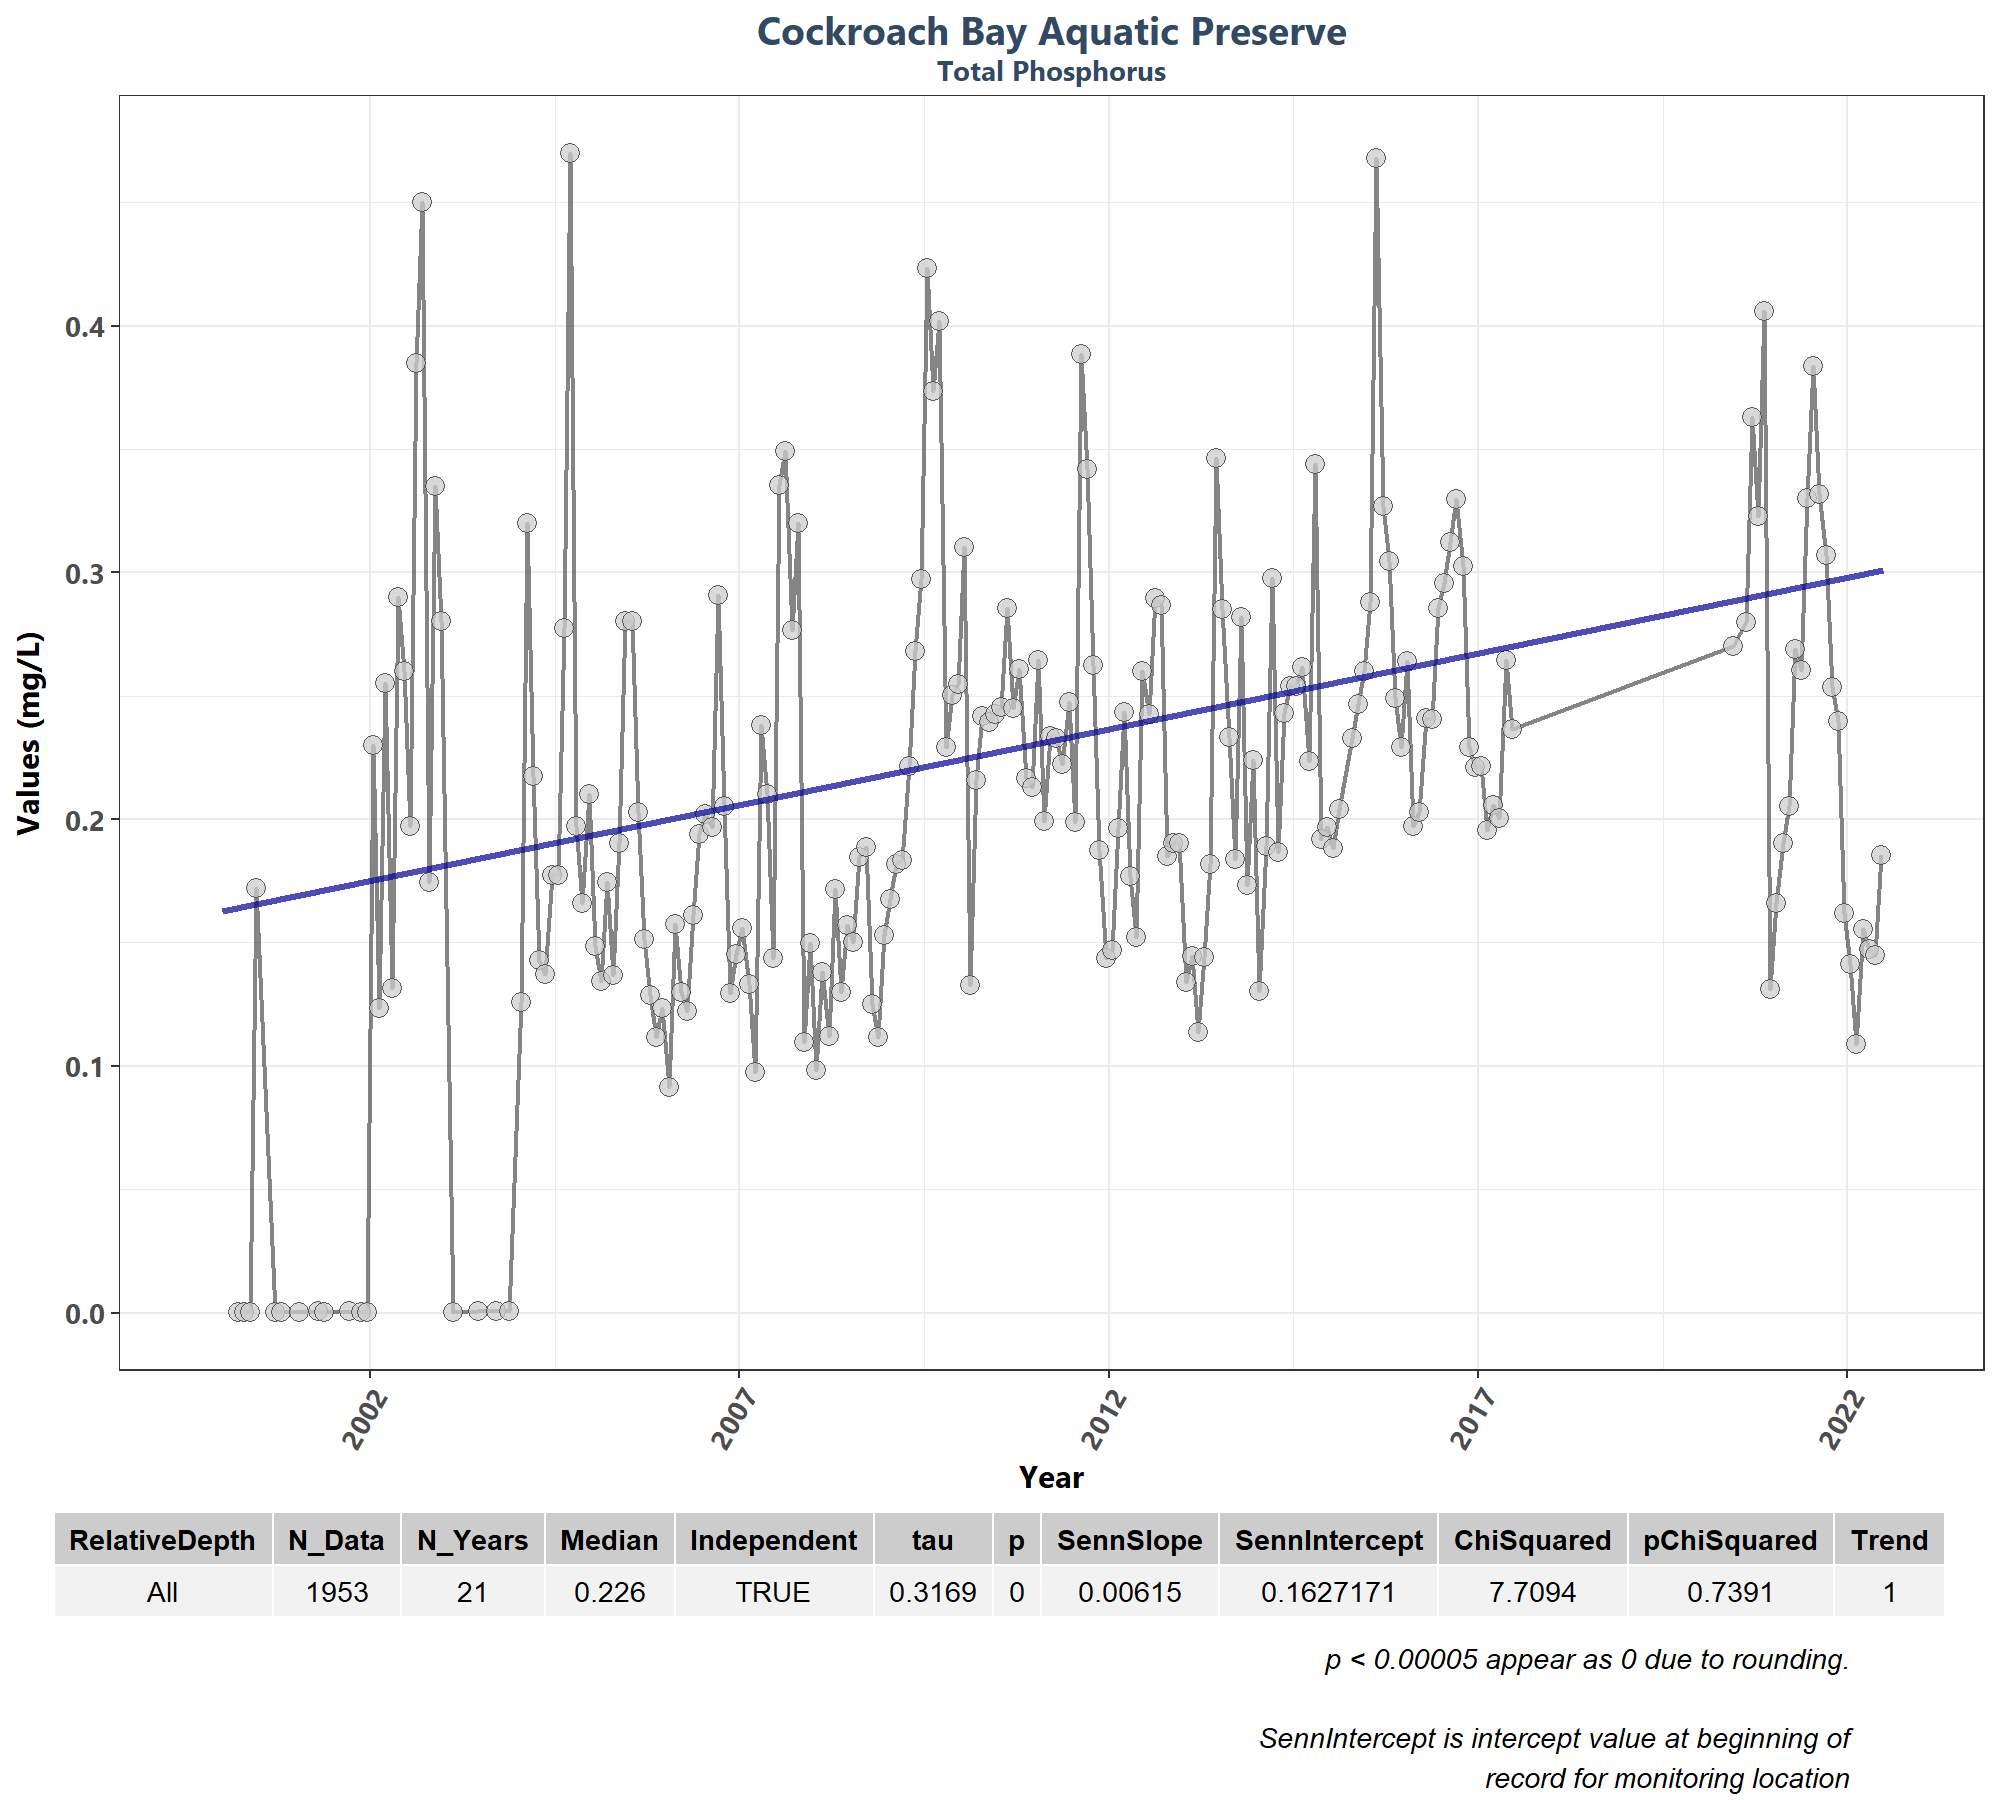 Cockroach Bay Aquatic Preserve
Total Phosphorus
Values (mg/L)
0.4
0.3
0.2
0.1
0.0
2002 2007 2012 2017 2022
Year
RelativeDepth N_Data N_Years Median Independent tau p SennSlope SennIntercept ChiSquared pChiSquared Trend
All 1953 21 0.226 TRUE 0.3169 0 0.00615 0.1627171 7.7094 0.7391 1
p < 0.00005 appear as 0 due to rounding.
SennIntercept is intercept value at beginning of
record for monitoring location